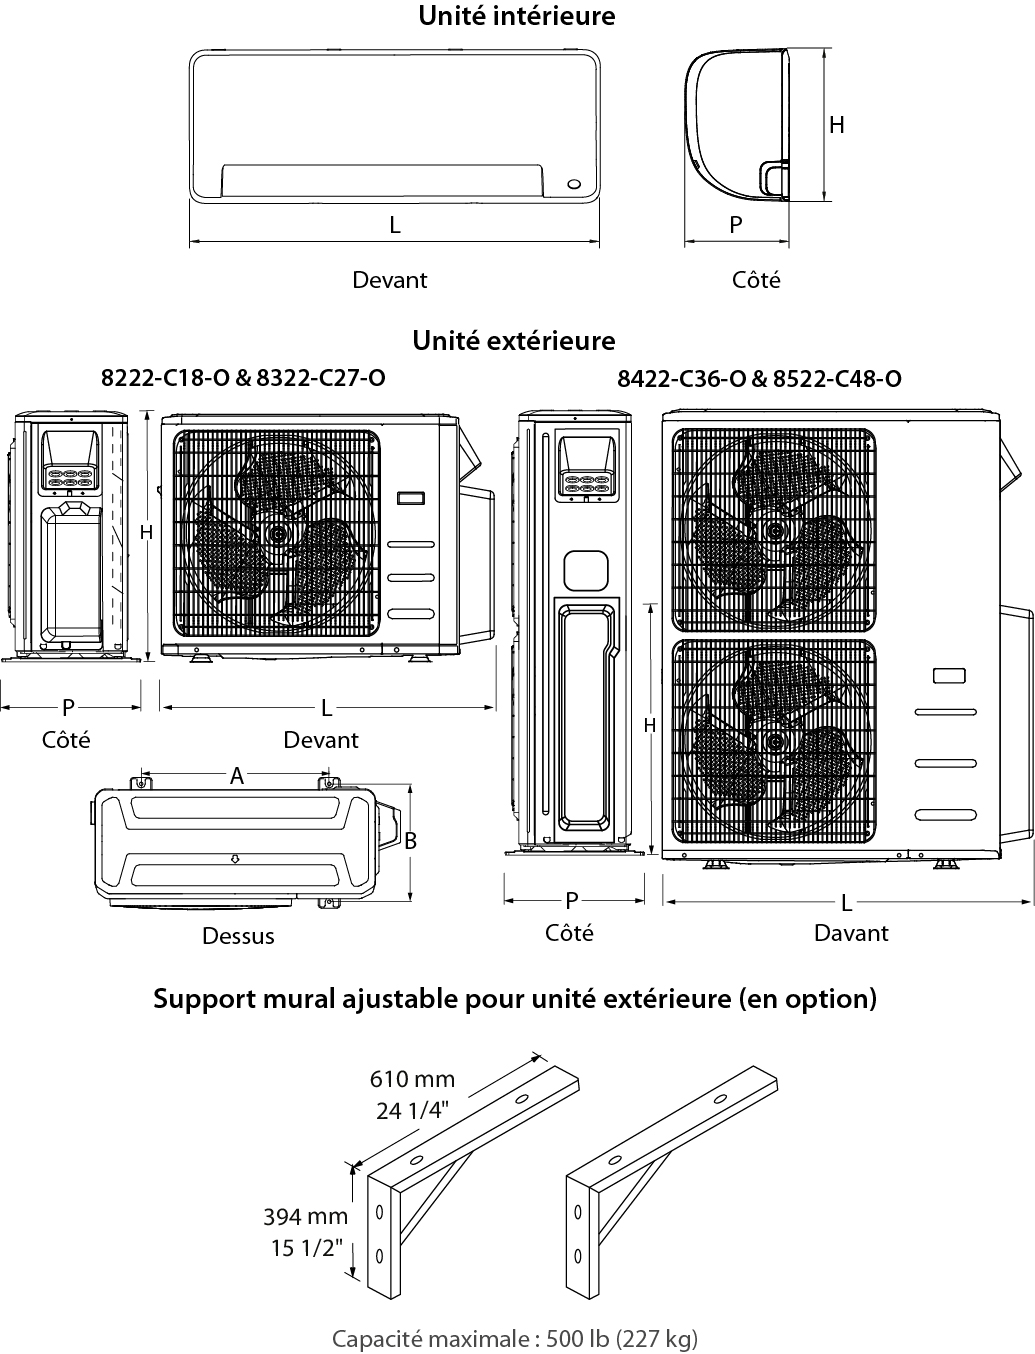 Unité intérieure
H
L
P
Devant
Côté
Unité extérieure
8222-C18-O & 8322-C27-O
8422-C36-O & 8522-C48-O
H
P
L
Côté
Devant
H
A
B
Dessus
P
L
Côté
Davant
Support mural ajustable pour unité extérieure (en option)
610 mm
24 1/4"
394 mm
15 1/2"
Capacité maximale : 500 lb (227 kg)